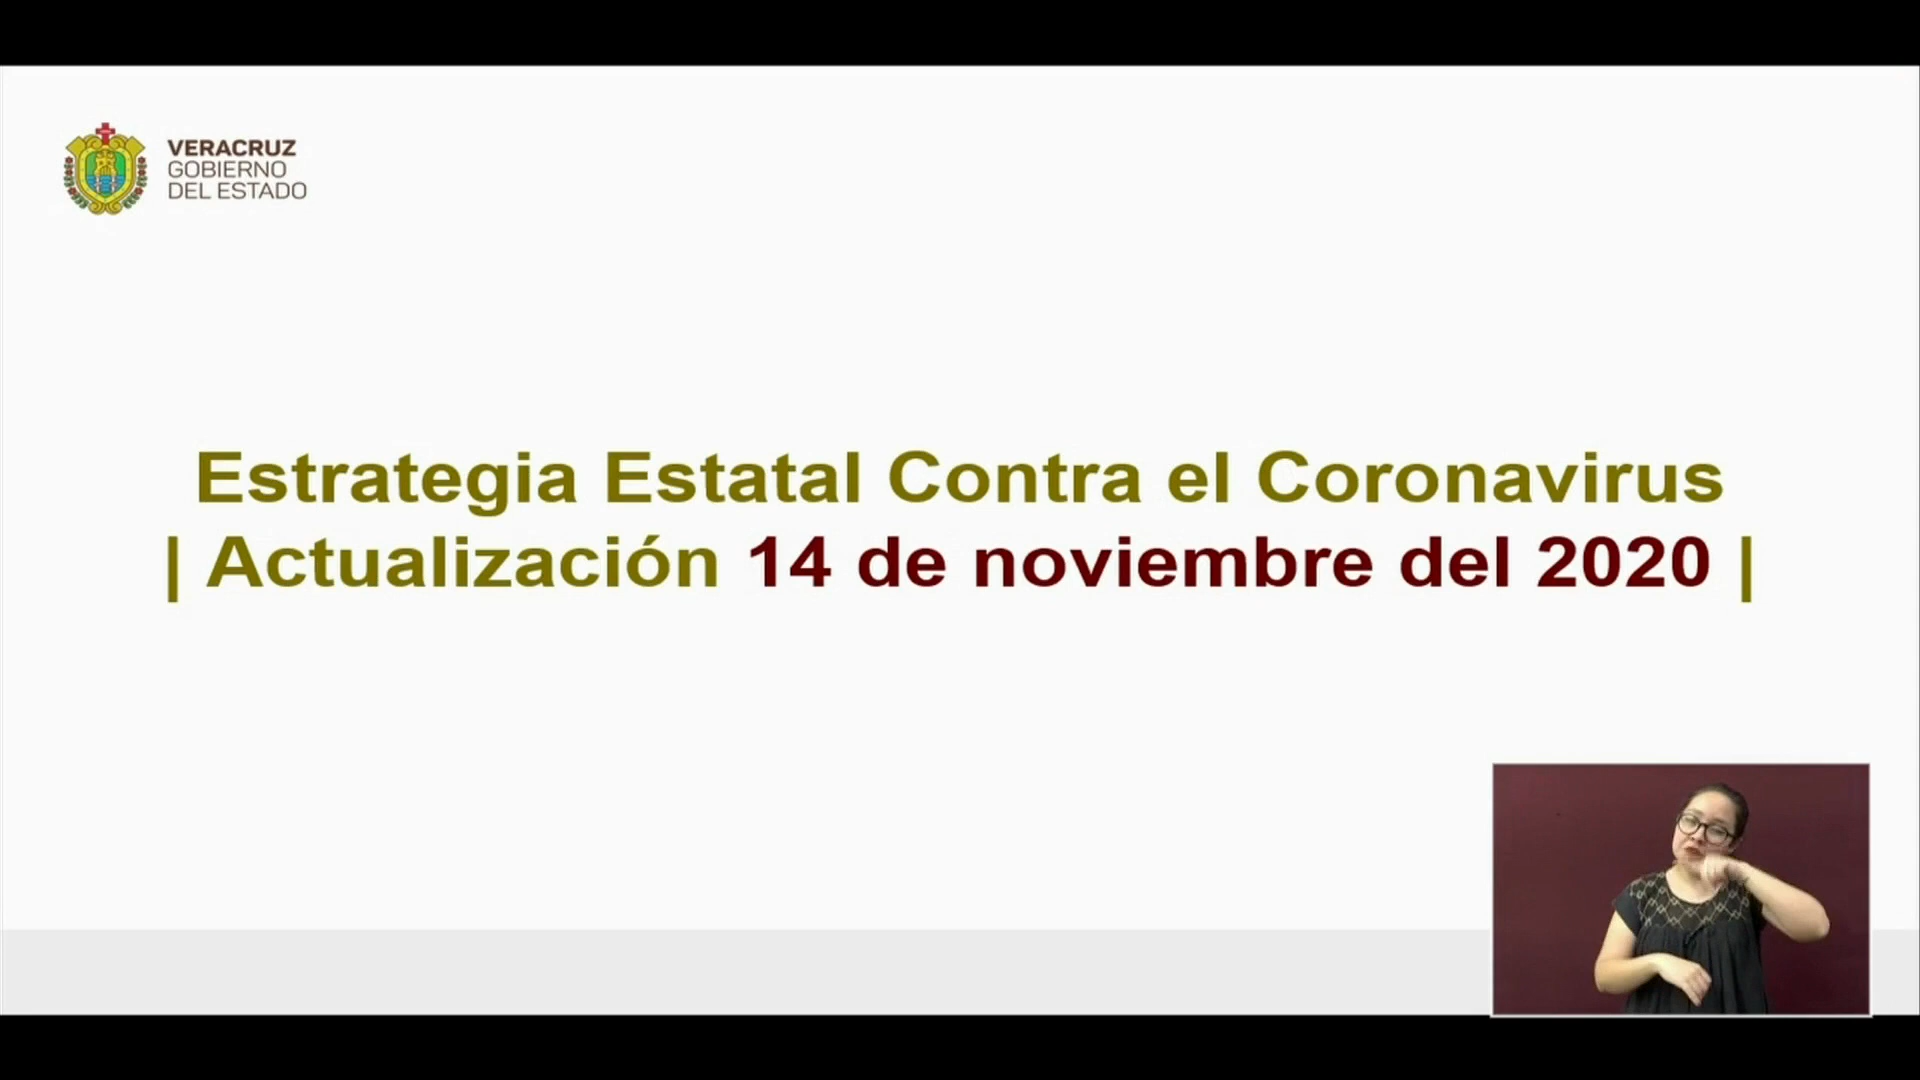 VERACRUZ
GOBIERNO
DEL ESTADO
Estrategia Estatal Contra el Coronavirus
| Actualización 14 de noviembre del 2020 |